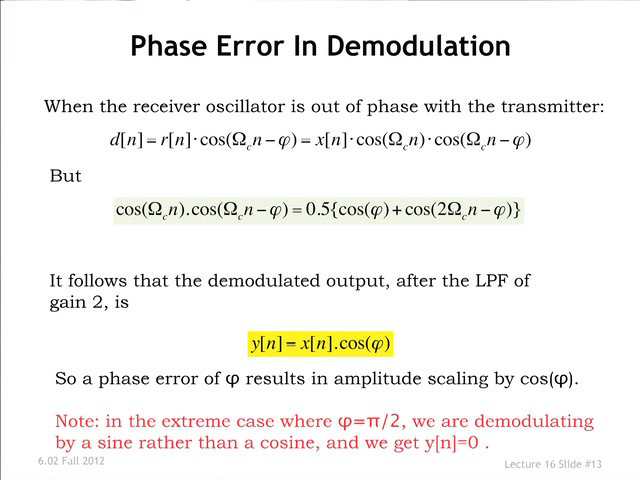 Phase Error In Demodulation
When the receiver oscillator is out of phase with the transmitter:
d[n] = r[n]·cos(Ω_c n − φ) = x[n]·cos(Ω_c n)·cos(Ω_c n − φ)
But
cos(Ω_c n).cos(Ω_c n − φ) = 0.5{cos(φ) + cos(2Ω_c n − φ)}
It follows that the demodulated output, after the LPF of
gain 2, is
y[n] = x[n].cos(φ)
So a phase error of φ results in amplitude scaling by cos(φ).
Note: in the extreme case where φ=π/2, we are demodulating
by a sine rather than a cosine, and we get y[n]=0 .
6.02 Fall 2012
Lecture 16 Slide #13